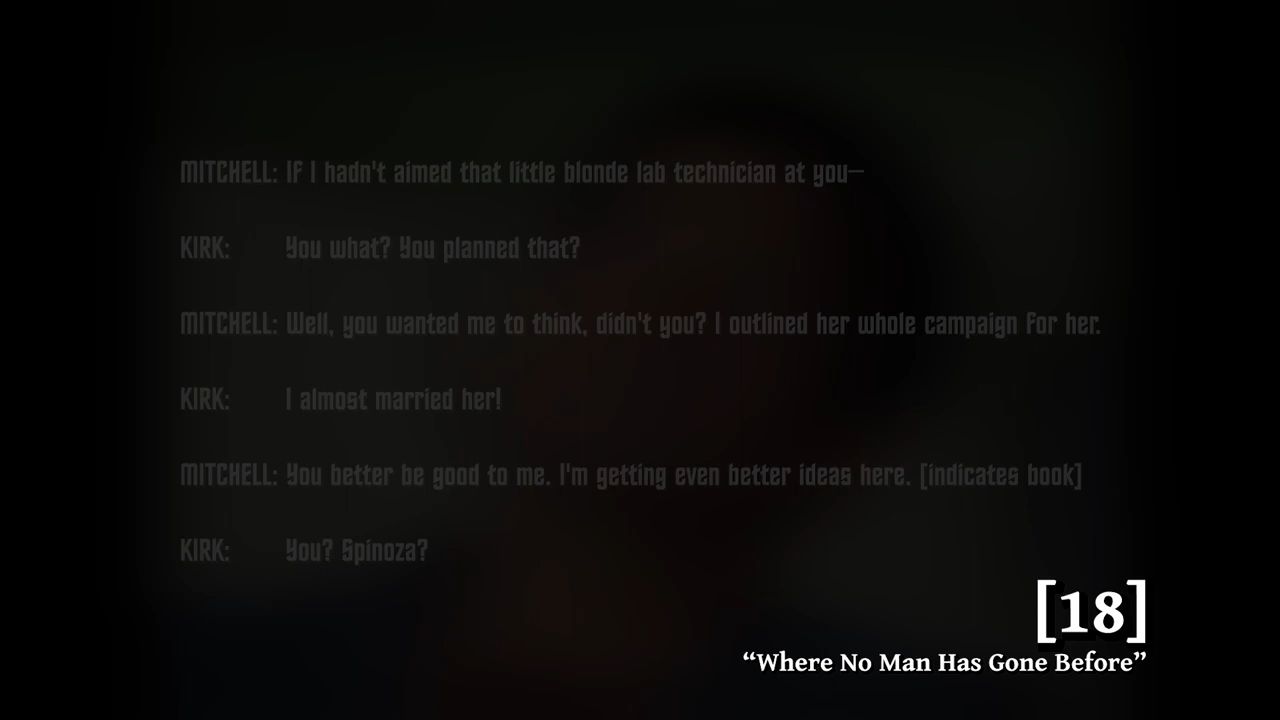 MITCHELL: If I hadn't aimed that little blonde lab technician at you—
KIRK: You what? You planned that?
MITCHELL: Well, you wanted me to think, didn't you? I outlined her whole campaign for her.
KIRK: I almost married her!
MITCHELL: You better be good to me. I'm getting even better ideas here. [indicates book]
KIRK: You? Spinoza?
[18]
“Where No Man Has Gone Before”